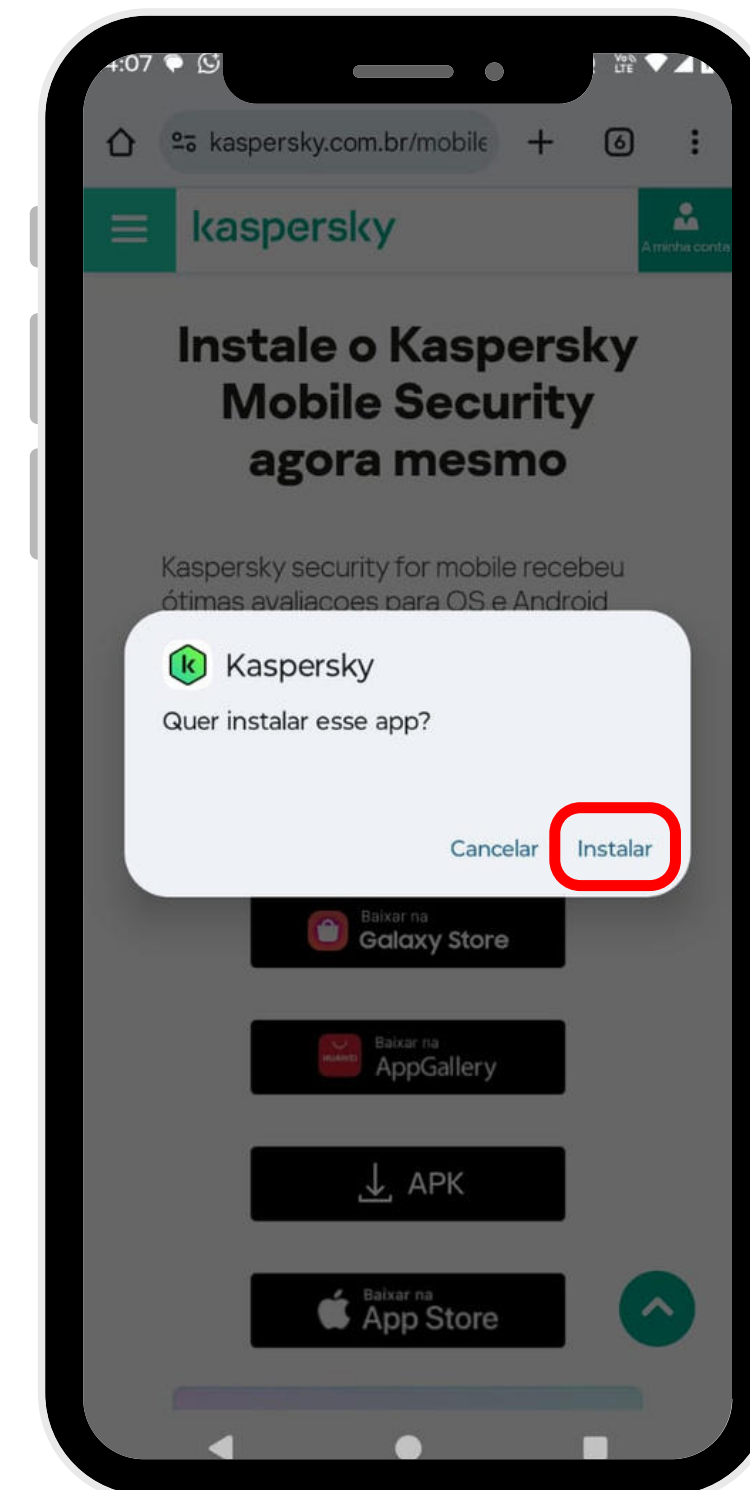 4:07
VoLTE
kaspersky.com.br/mobile
6
kaspersky
A minha conta
Instale o Kaspersky
Mobile Security
agora mesmo
Kaspersky security for mobile recebeu
ótimas avaliacoes para OS e Android
Kaspersky
Quer instalar esse app?
Cancelar
Instalar
Baixar na
Galaxy Store
HUAWEI
Baixar na
AppGallery
APK
Baixar na
App Store